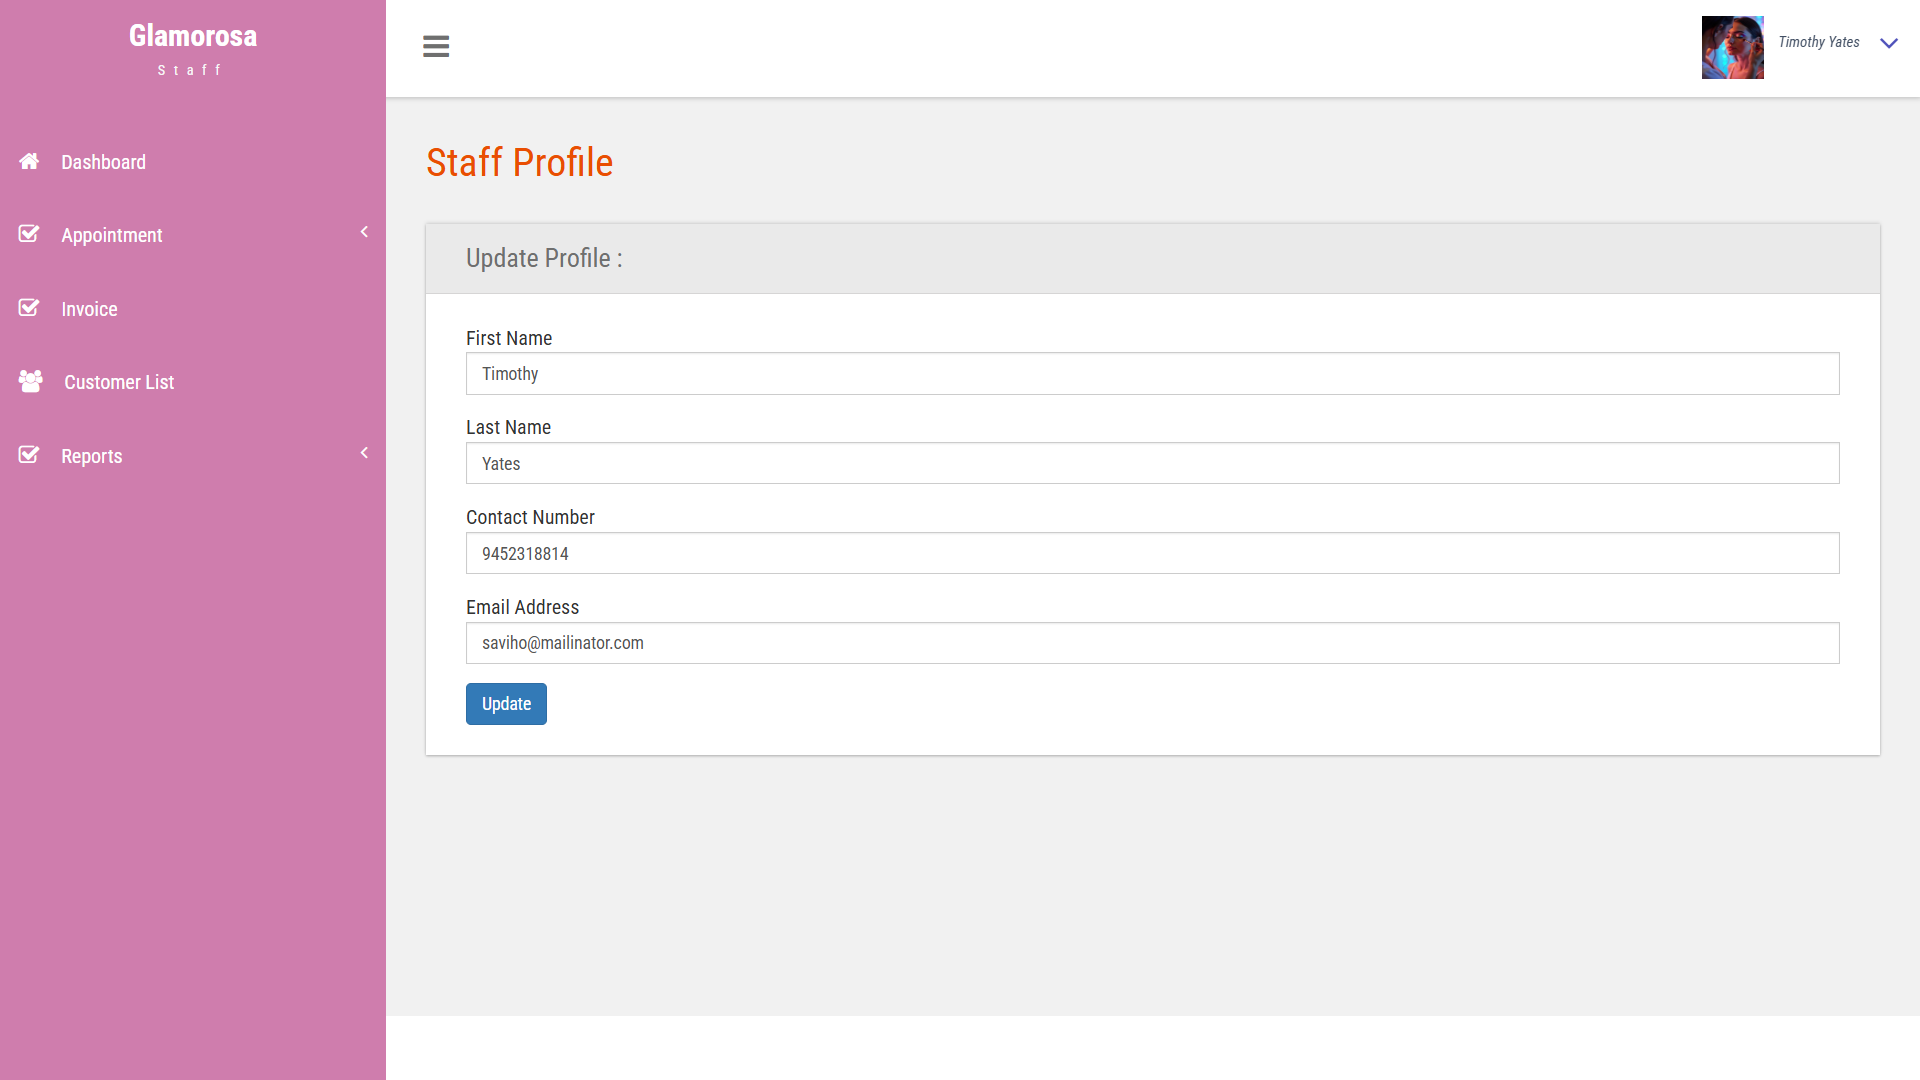 Glamorosa
Staff
Dashboard
Appointment
Invoice
Customer List
Reports
Timothy Yates
Staff Profile
Update Profile :
First Name
Timothy
Last Name
Yates
Contact Number
9452318814
Email Address
saviho@mailinator.com
Update